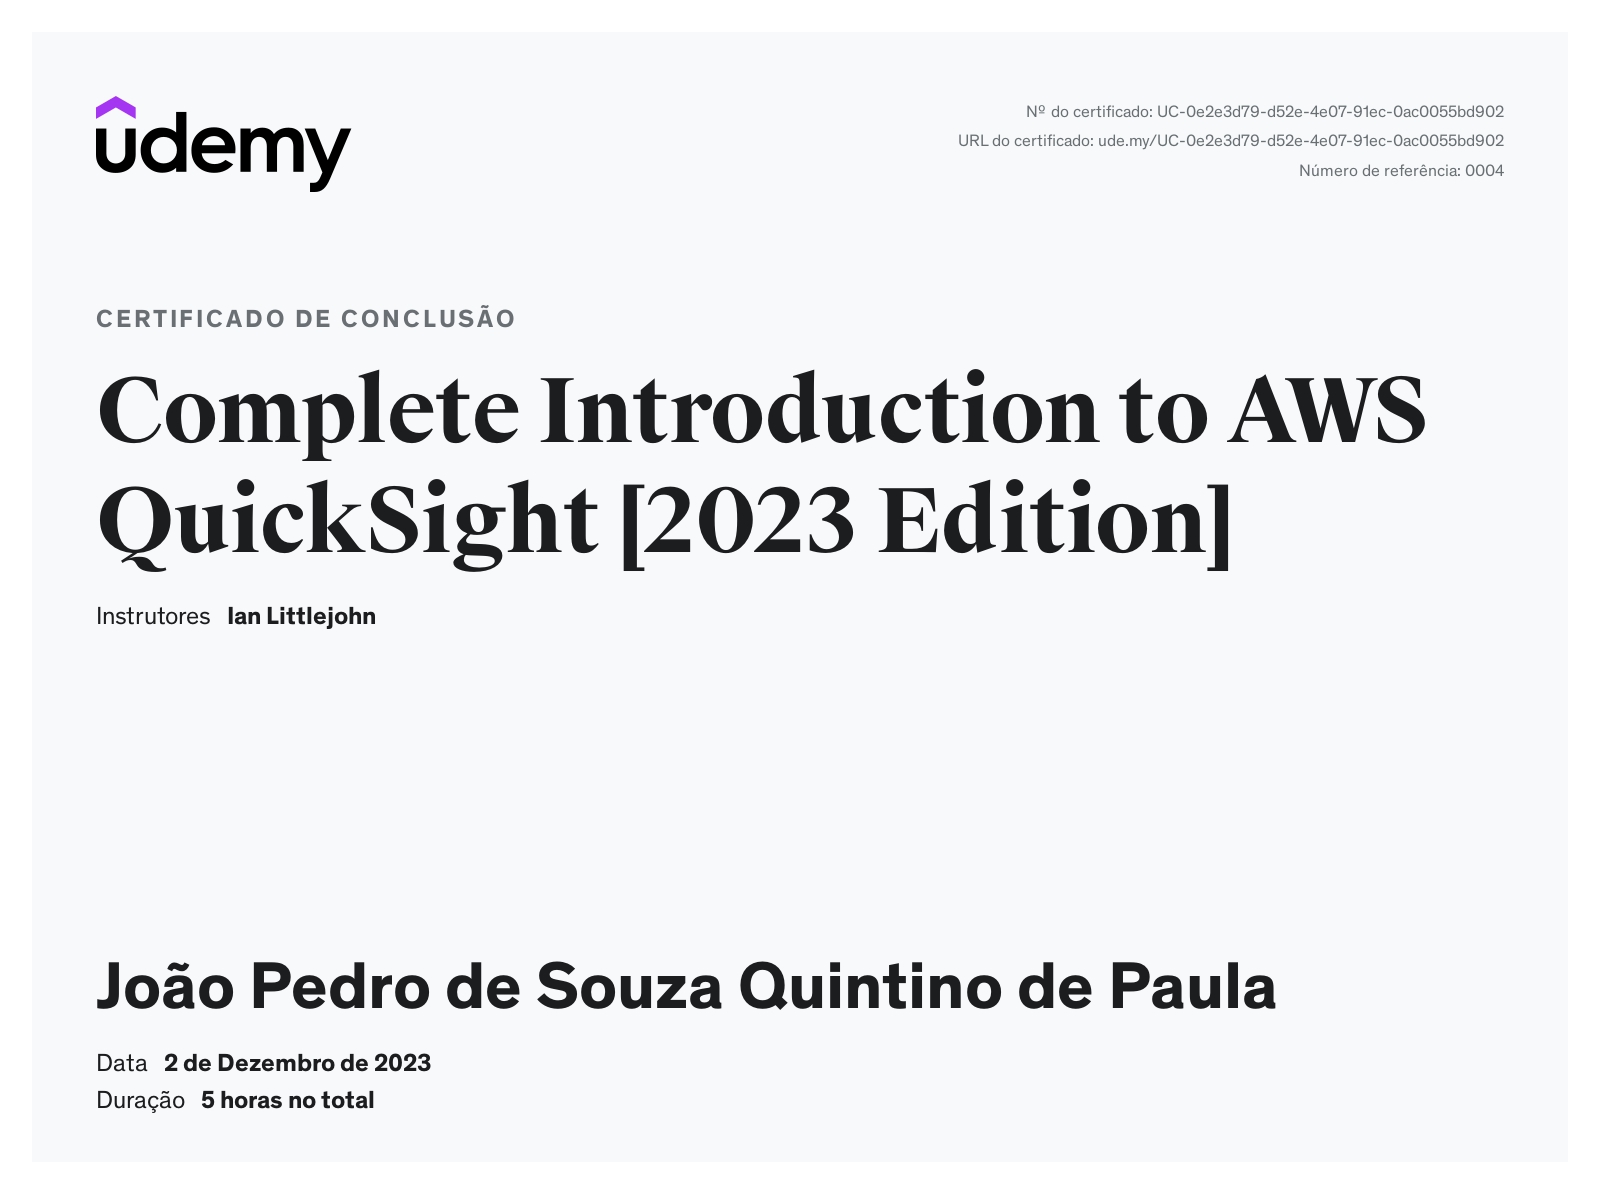 udemy
Nº do certificado: UC-0e2e3d79-d52e-4e07-91ec-0ac0055bd902
URL do certificado: ude.my/UC-0e2e3d79-d52e-4e07-91ec-0ac0055bd902
Número de referência: 0004
CERTIFICADO DE CONCLUSÃO
Complete Introduction to AWS
QuickSight [2023 Edition]
Instrutores Ian Littlejohn
João Pedro de Souza Quintino de Paula
Data 2 de Dezembro de 2023
Duração 5 horas no total